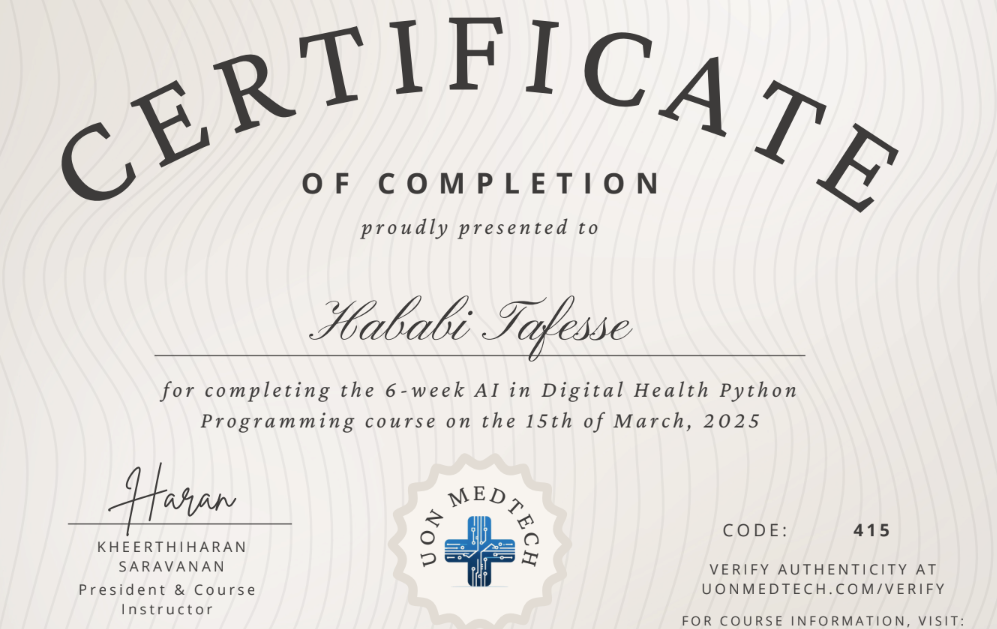 CERTIFICATE
OF COMPLETION
proudly presented to
Hababi Tafesse
for completing the 6-week AI in Digital Health Python
Programming course on the 15th of March, 2025
Haran
KHEERTHIHARAN
SARAVANAN
President & Course
Instructor
UON MEDTECH
CODE: 415
VERIFY AUTHENTICITY AT
UONMEDTECH.COM/VERIFY
FOR COURSE INFORMATION, VISIT: